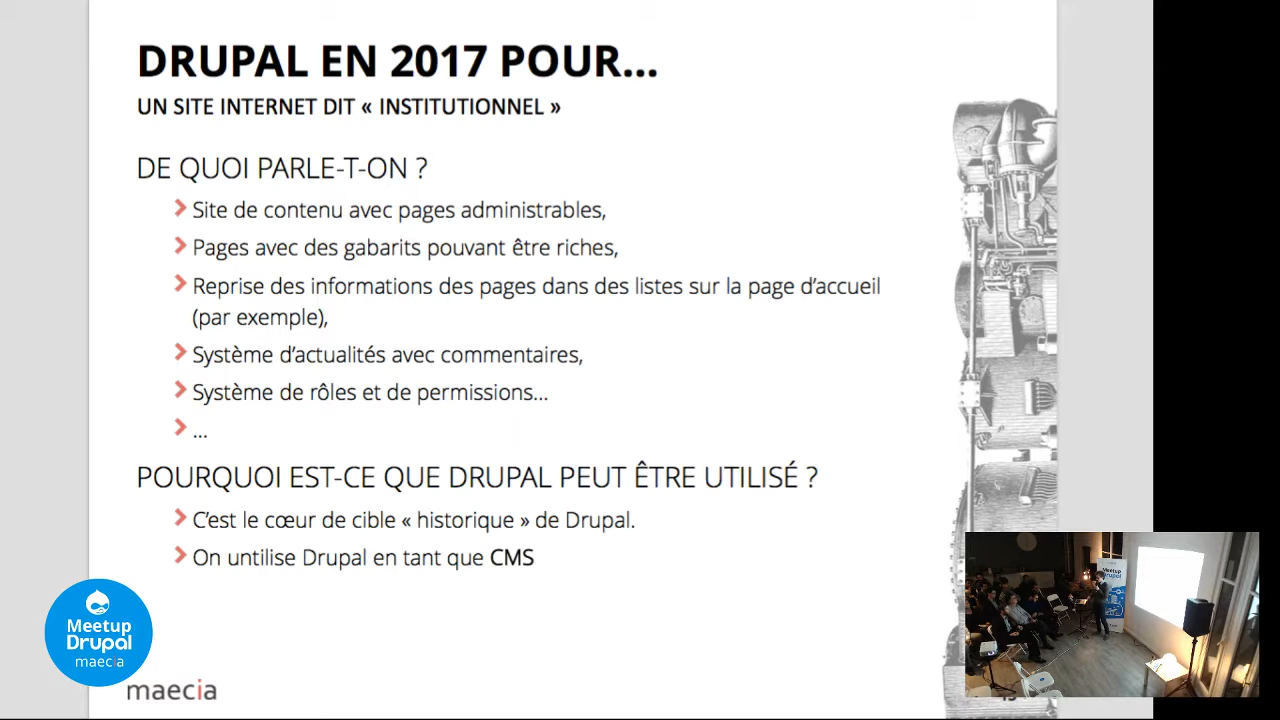 DRUPAL EN 2017 POUR...
UN SITE INTERNET DIT « INSTITUTIONNEL »
DE QUOI PARLE-T-ON ?
Site de contenu avec pages administrables,
Pages avec des gabarits pouvant être riches,
Reprise des informations des pages dans des listes sur la page d’accueil
(par exemple),
Système d’actualités avec commentaires,
Système de rôles et de permissions...
...
POURQUOI EST-CE QUE DRUPAL PEUT ÊTRE UTILISÉ ?
C’est le cœur de cible « historique » de Drupal.
On untilise Drupal en tant que CMS
Meetup
Drupal
maecia
maecia
Meetup
Drupal